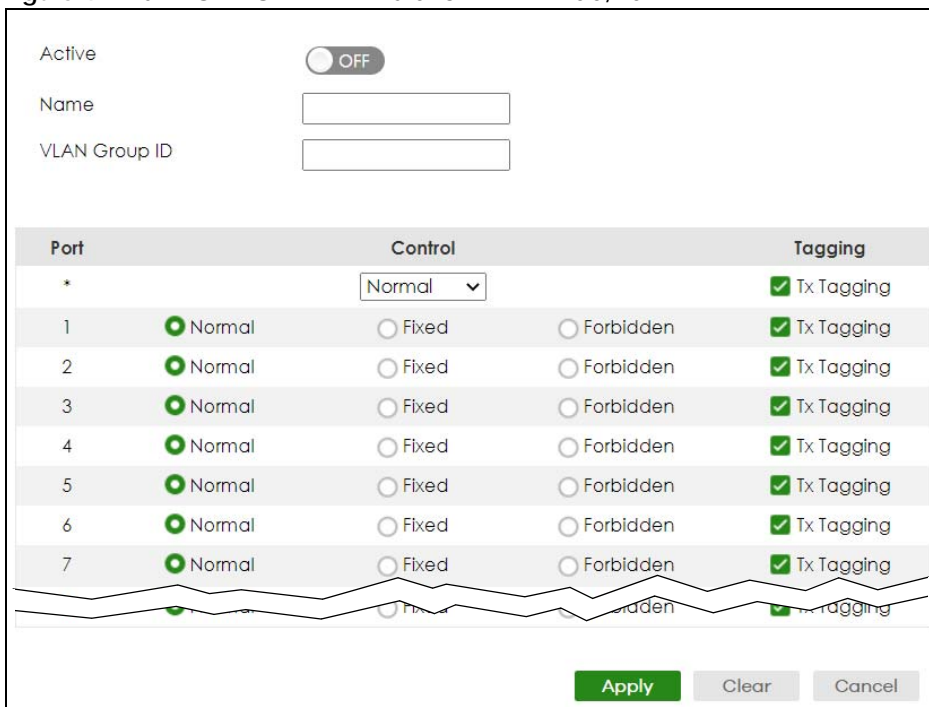 Active OFF
Name
VLAN Group ID
Port Control Tagging
* Normal Tx Tagging
1 Normal Fixed Forbidden Tx Tagging
2 Normal Fixed Forbidden Tx Tagging
3 Normal Fixed Forbidden Tx Tagging
4 Normal Fixed Forbidden Tx Tagging
5 Normal Fixed Forbidden Tx Tagging
6 Normal Fixed Forbidden Tx Tagging
7 Normal Fixed Forbidden Tx Tagging
Apply Clear Cancel